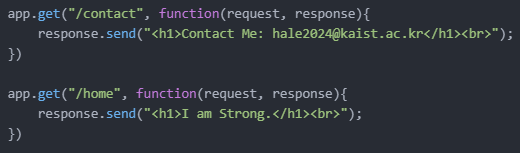 app.get("/contact", function(request, response){
    response.send("<h1>Contact Me: hale2024@kaist.ac.kr</h1><br>");
})

app.get("/home", function(request, response){
    response.send("<h1>I am Strong.</h1><br>");
})